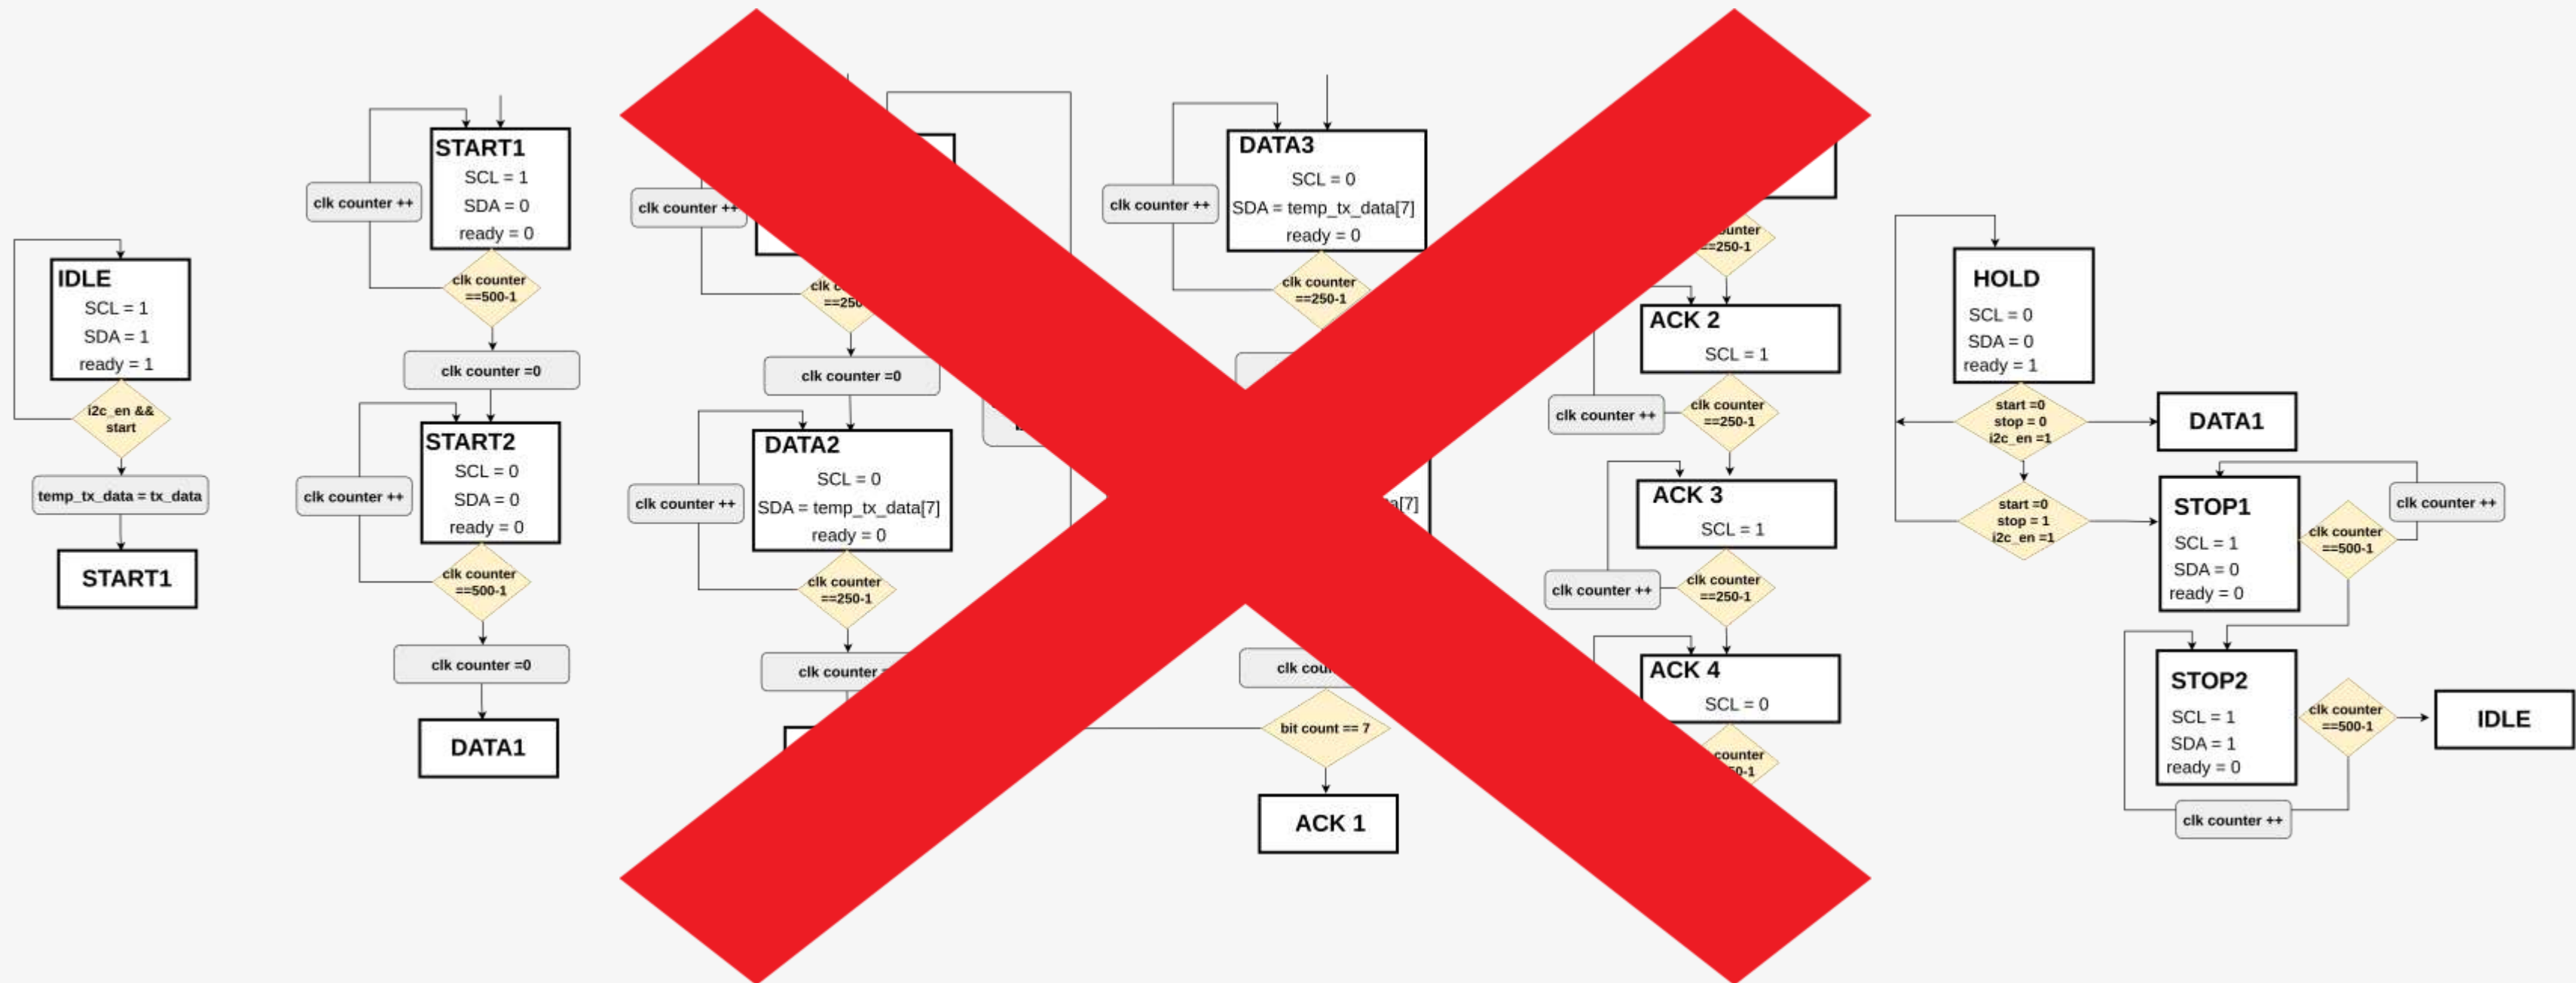 IDLE
SCL = 1
SDA = 1
ready = 1
i2c_en &&
start
temp_tx_data = tx_data
START1
START1
SCL = 1
SDA = 0
ready = 0
clk counter ++
clk counter
==500-1
clk counter =0
START2
SCL = 0
SDA = 0
ready = 0
clk counter ++
clk counter
==500-1
clk counter =0
DATA1
clk counter ++
clk
clk counter =0
DATA2
SCL = 0
SDA = temp_tx_data[7]
ready = 0
clk counter ++
clk counter
==250-1
clk counter
DATA3
SCL = 0
SDA = temp_tx_data[7]
ready = 0
clk counter ++
clk counter
==250-1
clk
bit count == 7
ACK 1
==250-1
ACK 2
SCL = 1
clk counter ++
clk counter
==250-1
ACK 3
SCL = 1
clk counter ++
clk counter
==250-1
ACK 4
SCL = 0
counter
HOLD
SCL = 0
SDA = 0
ready = 1
start =0
stop = 0
i2c_en =1
DATA1
start =0
stop = 1
i2c_en =1
STOP1
SCL = 1
SDA = 0
ready = 0
clk counter
==500-1
clk counter ++
STOP2
SCL = 1
SDA = 1
ready = 0
clk counter
==500-1
IDLE
clk counter ++